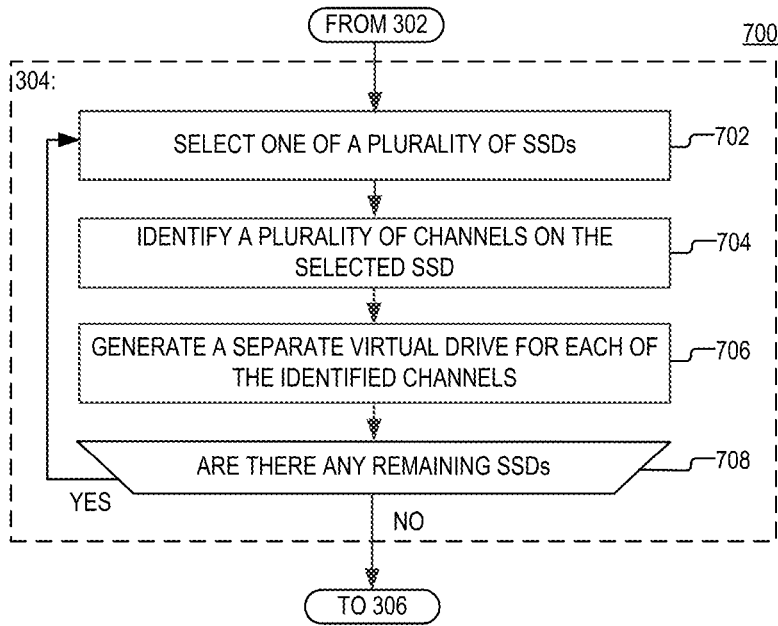 FROM 302
700
304:
SELECT ONE OF A PLURALITY OF SSDs
702
IDENTIFY A PLURALITY OF CHANNELS ON THE
SELECTED SSD
704
GENERATE A SEPARATE VIRTUAL DRIVE FOR EACH OF
THE IDENTIFIED CHANNELS
706
ARE THERE ANY REMAINING SSDs
708
YES
NO
TO 306